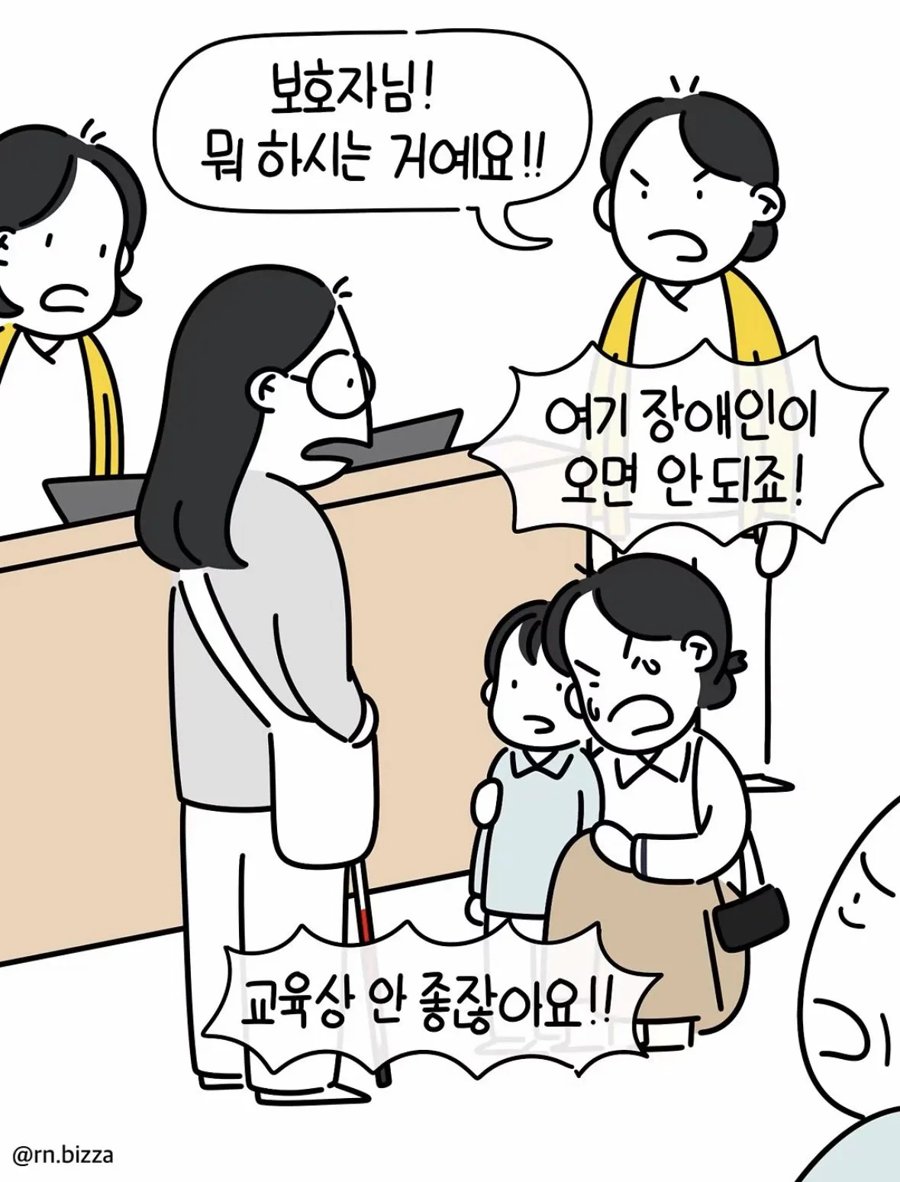 보호자님!
뭐 하시는 거예요!!
여기 장애인이
오면 안 되죠!
교육상 안 좋잖아요!!
@rn.bizza